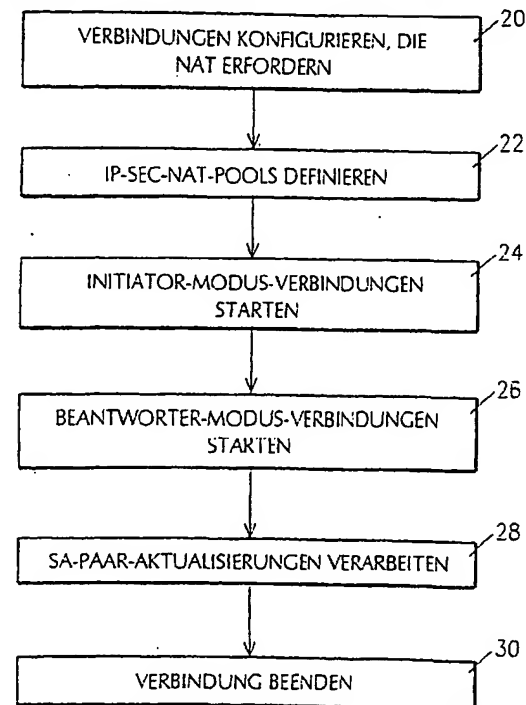 20
VERBINDUNGEN KONFIGURIEREN, DIE
NAT ERFORDERN
22
IP-SEC-NAT-POOLS DEFINIEREN
24
INITIATOR-MODUS-VERBINDUNGEN
STARTEN
26
BEANTWORTER-MODUS-VERBINDUNGEN
STARTEN
28
SA-PAAR-AKTUALISIERUNGEN VERARBEITEN
30
VERBINDUNG BEENDEN